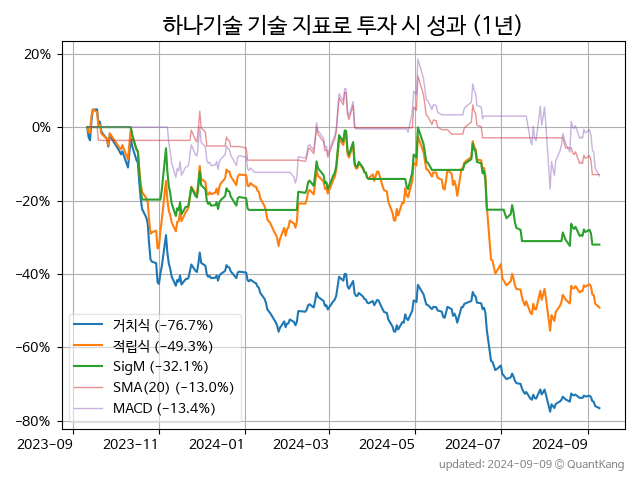 하나기술 기술 지표로 투자 시 성과 (1년)
20%
0%
−20%
−40%
−60%
−80%
거치식 (−76.7%)
적립식 (−49.3%)
SigM (−32.1%)
SMA(20) (−13.0%)
MACD (−13.4%)
2023-09 2023-11 2024-01 2024-03 2024-05 2024-07 2024-09
updated: 2024-09-09 © QuantKang